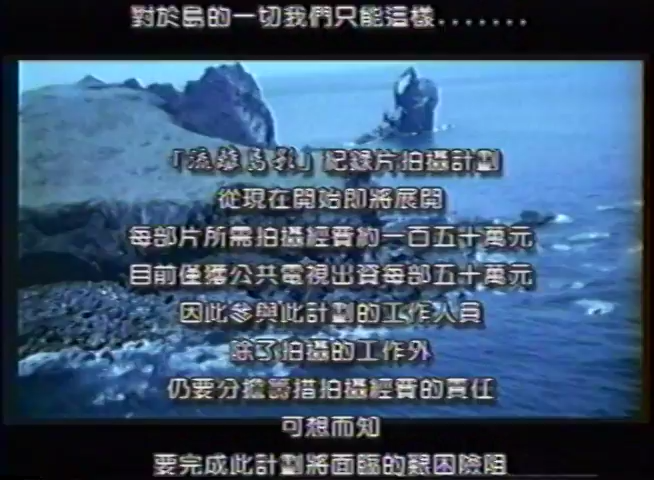 對於島的一切我們只能這樣.......
「流離島影」紀錄片拍攝計劃
從現在開始即將展開
每部片所需拍攝經費約一百五十萬元
目前僅獲公共電視出資每部五十萬元
因此參與此計劃的工作人員
除了拍攝的工作外
仍要分擔籌措拍攝經費的責任
可想而知
要完成此計劃將面臨的艱困險阻